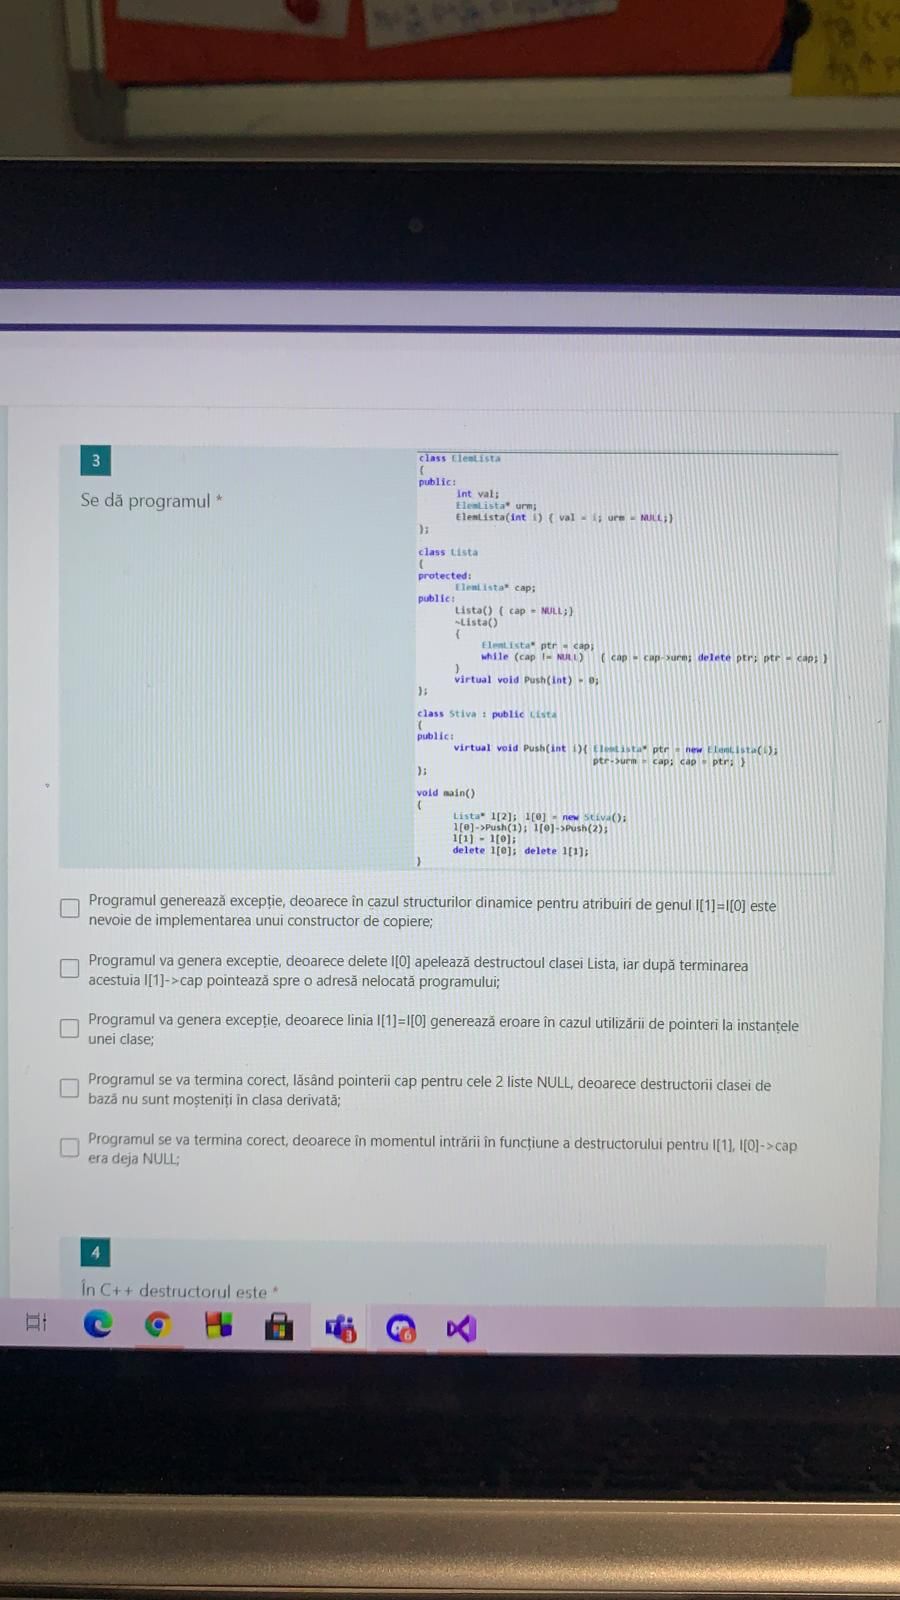 3
Se dă programul *
class ElemLista
{
public:
int val;
ElemLista* urm;
ElemLista(int i) { val = i; urm = NULL;}
};
class Lista
{
protected:
ElemLista* cap;
public:
Lista() { cap = NULL;}
~Lista()
{
ElemLista* ptr = cap;
while (cap != NULL) { cap = cap->urm; delete ptr; ptr = cap; }
}
virtual void Push(int) = 0;
};
class Stiva : public Lista
{
public:
virtual void Push(int i){ ElemLista* ptr = new ElemLista(i);
ptr->urm = cap; cap = ptr; }
};
void main()
{
Lista* l[2]; l[0] = new Stiva();
l[0]->Push(1); l[0]->Push(2);
l[1] = l[0];
delete l[0]; delete l[1];
}
Programul generează excepție, deoarece în cazul structurilor dinamice pentru atribuiri de genul l[1]=l[0] este
nevoie de implementarea unui constructor de copiere;
Programul va genera exceptie, deoarece delete l[0] apelează destructoul clasei Lista, iar după terminarea
acestuia l[1]->cap pointează spre o adresă nelocată programului;
Programul va genera excepție, deoarece linia l[1]=l[0] generează eroare în cazul utilizării de pointeri la instanțele
unei clase;
Programul se va termina corect, lăsând pointerii cap pentru cele 2 liste NULL, deoarece destructorii clasei de
bază nu sunt moșteniți în clasa derivată;
Programul se va termina corect, deoarece în momentul intrării în funcțiune a destructorului pentru l[1], l[0]->cap
era deja NULL;
4
În C++ destructorul este *